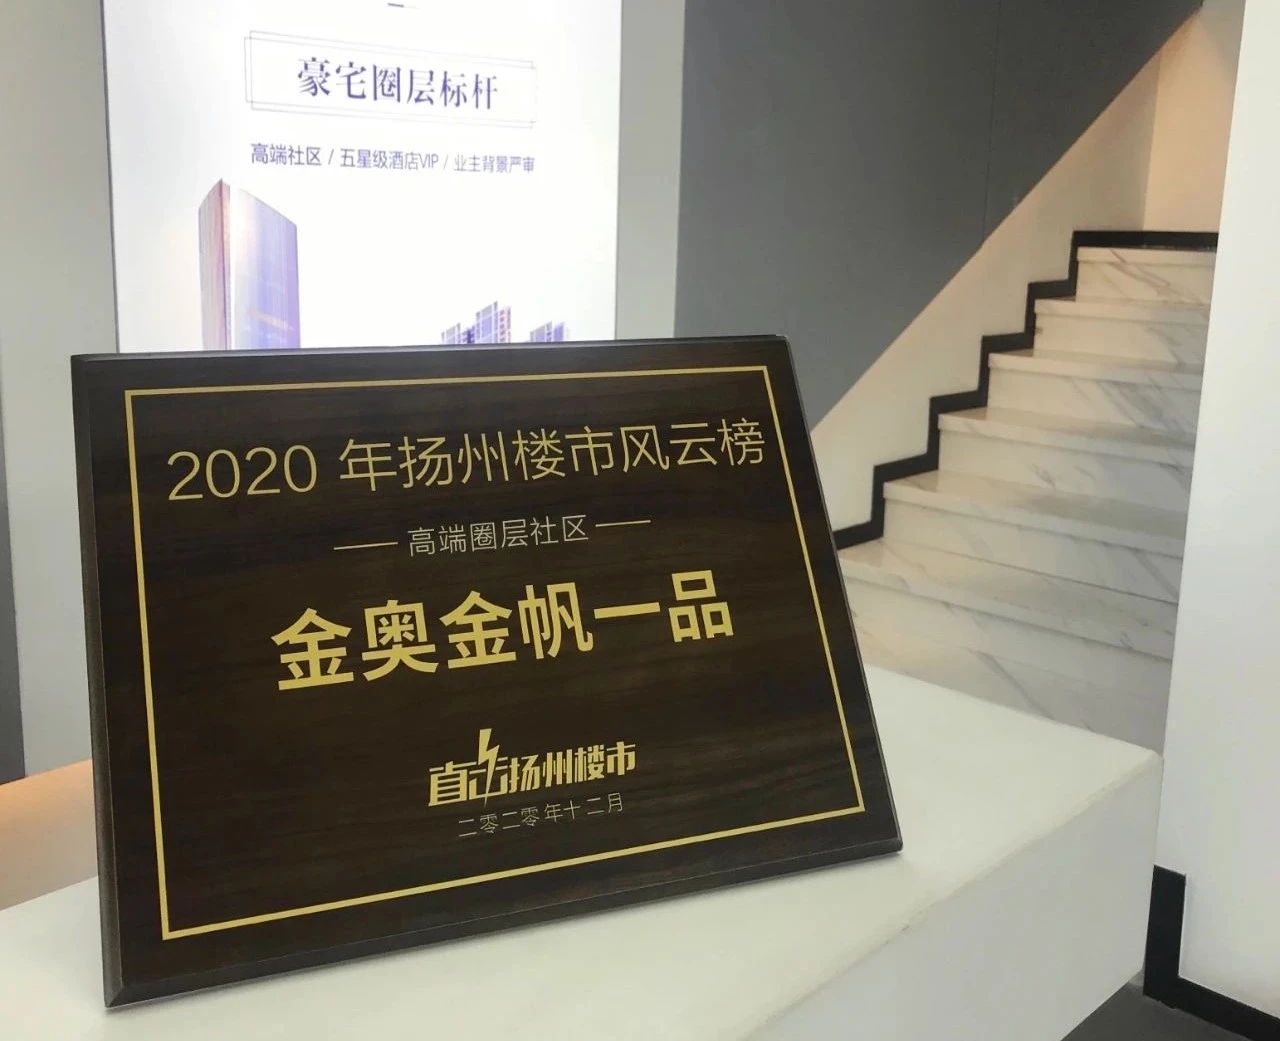 豪宅圈层标杆
高端社区 / 五星级酒店VIP / 业主背景严审
2020 年扬州楼市风云榜
高端圈层社区
金奥金帆一品
直击扬州楼市
二零二零年十二月